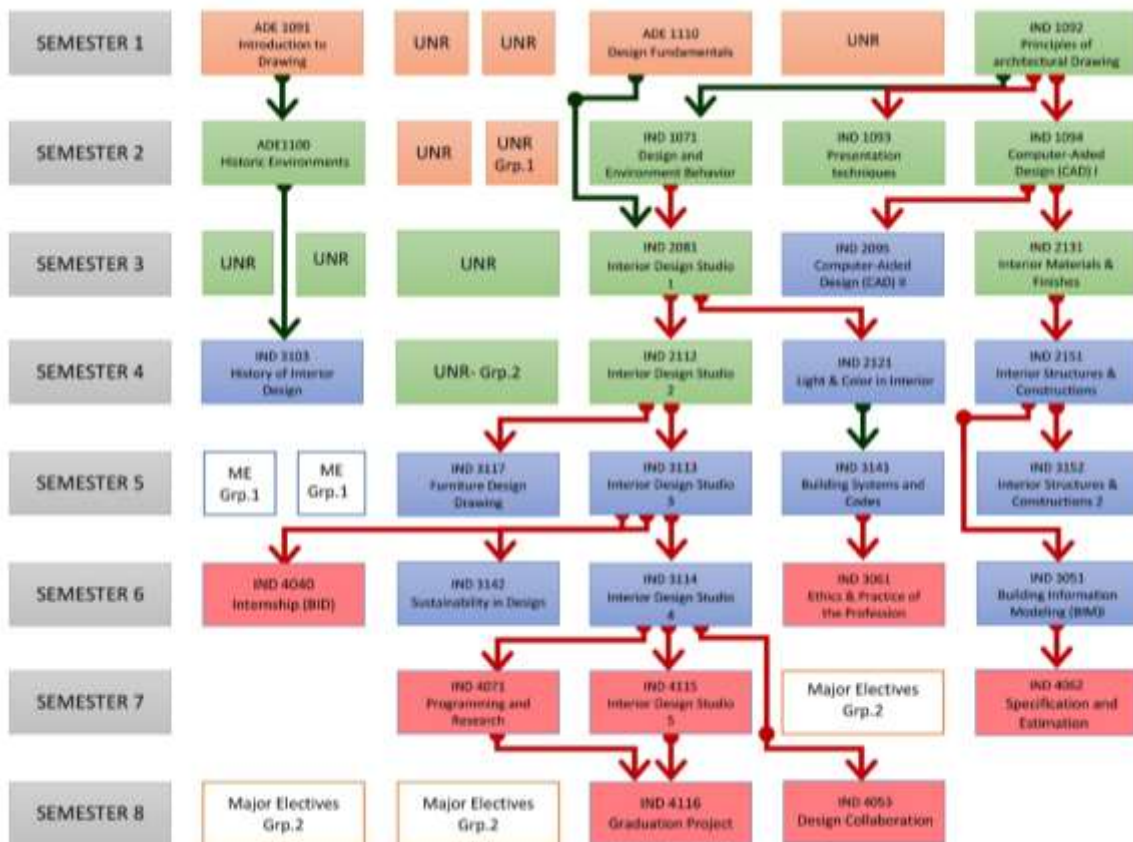 SEMESTER 1
ADE 1091
Introduction to
Drawing
UNR
UNR
ADE 1110
Design Fundamentals
UNR
IND 1092
Principles of
architectural Drawing
SEMESTER 2
ADE1100
Historic Environments
UNR
UNR
Grp.1
IND 1071
Design and
Environment Behavior
IND 1093
Presentation
techniques
IND 1094
Computer-Aided
Design (CAD) I
SEMESTER 3
UNR
UNR
UNR
IND 2081
Interior Design Studio
1
IND 2095
Computer-Aided
Design (CAD) II
IND 2131
Interior Materials &
Finishes
SEMESTER 4
IND 3103
History of Interior
Design
UNR- Grp.2
IND 2112
Interior Design Studio
2
IND 2121
Light & Color in Interior
IND 2151
Interior Structures &
Constructions
SEMESTER 5
ME
Grp.1
ME
Grp.1
IND 3117
Furniture Design
Drawing
IND 3113
Interior Design Studio
3
IND 3141
Building Systems and
Codes
IND 3152
Interior Structures &
Constructions 2
SEMESTER 6
IND 4040
Internship (BID)
IND 3142
Sustainability in Design
IND 3114
Interior Design Studio
4
IND 3061
Ethics & Practice of
the Profession
IND 3051
Building Information
Modeling (BIM)
SEMESTER 7
IND 4071
Programming and
Research
IND 4115
Interior Design Studio
5
Major Electives
Grp.2
IND 4062
Specification and
Estimation
SEMESTER 8
Major Electives
Grp.2
Major Electives
Grp.2
IND 4116
Graduation Project
IND 4053
Design Collaboration